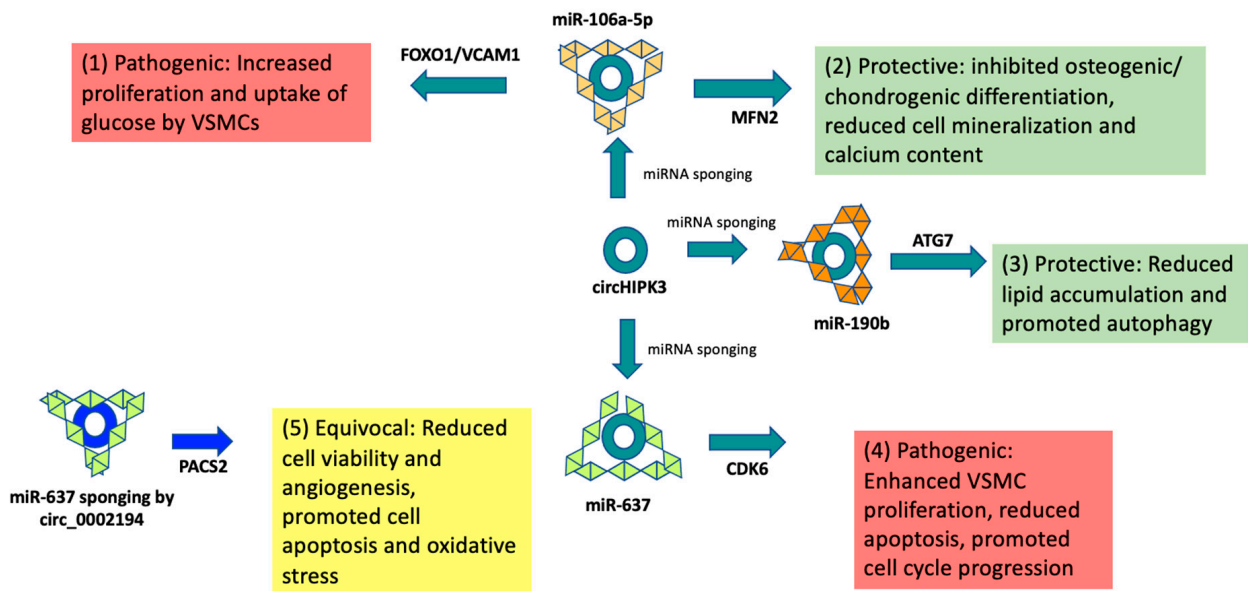 miR-106a-5p
(1) Pathogenic: Increased
proliferation and uptake of
glucose by VSMCs
FOXO1/VCAM1
MFN2
(2) Protective: inhibited osteogenic/
chondrogenic differentiation,
reduced cell mineralization and
calcium content
miRNA sponging
miRNA sponging
circHIPK3
miR-190b
ATG7
(3) Protective: Reduced
lipid accumulation and
promoted autophagy
miRNA sponging
miR-637
CDK6
(4) Pathogenic:
Enhanced VSMC
proliferation, reduced
apoptosis, promoted
cell cycle progression
miR-637 sponging by
circ_0002194
PACS2
(5) Equivocal: Reduced
cell viability and
angiogenesis,
promoted cell
apoptosis and oxidative
stress